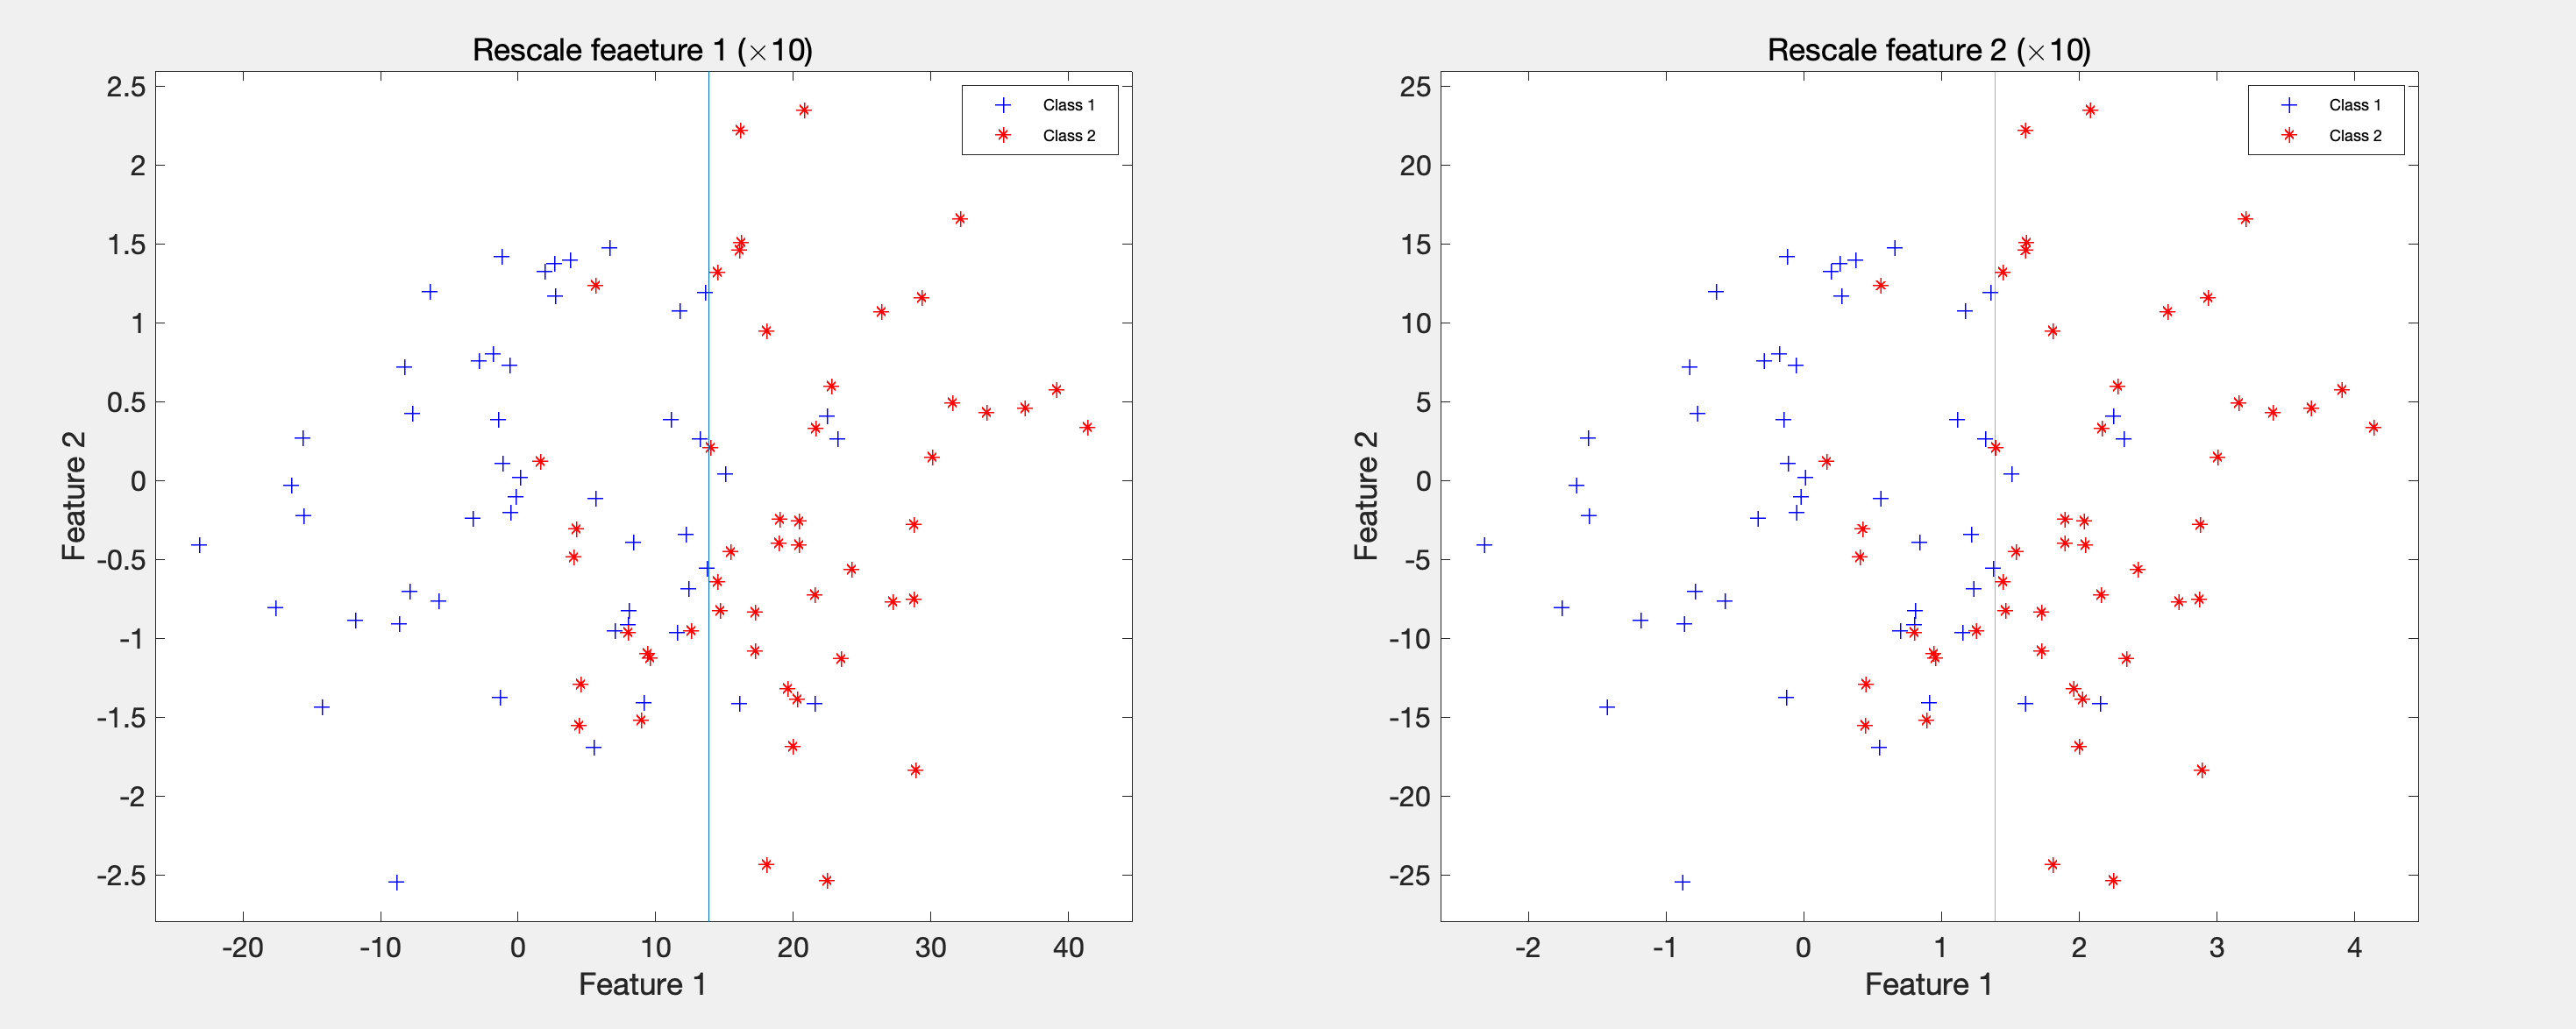 Rescale feaeture 1 (×10)
Class 1
Class 2
2.5
2
1.5
1
0.5
0
-0.5
-1
-1.5
-2
-2.5
Feature 2
-20 -10 0 10 20 30 40
Feature 1
Rescale feature 2 (×10)
Class 1
Class 2
25
20
15
10
5
0
-5
-10
-15
-20
-25
Feature 2
-2 -1 0 1 2 3 4
Feature 1